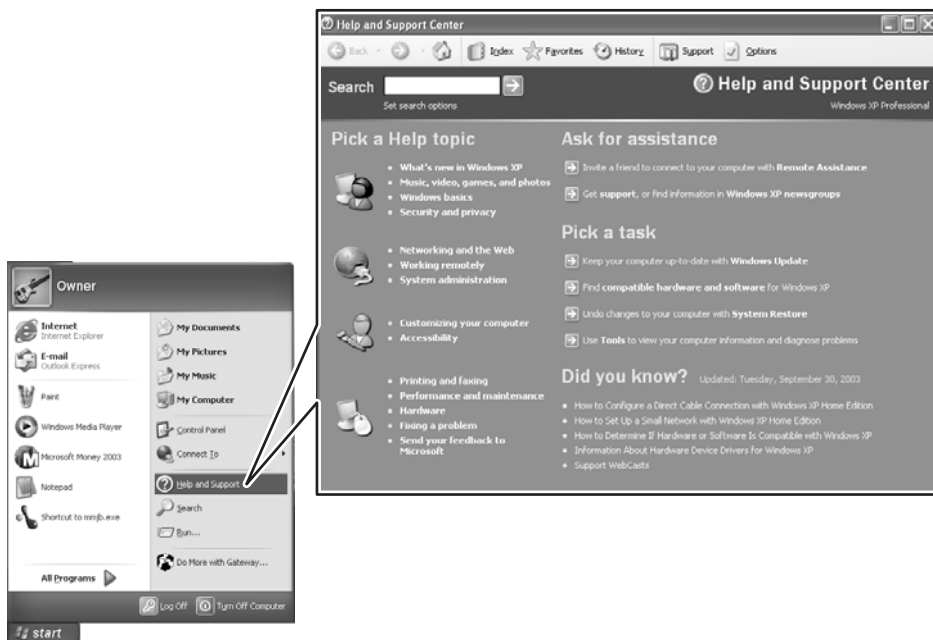 Help and Support Center
Back
Index
Favorites
History
Support
Options
Search
Set search options
Help and Support Center
Windows XP Professional
Pick a Help topic
What's new in Windows XP
Music, video, games, and photos
Windows basics
Security and privacy
Networking and the Web
Working remotely
System administration
Customizing your computer
Accessibility
Printing and faxing
Performance and maintenance
Hardware
Fixing a problem
Send your feedback to
Microsoft
Ask for assistance
Invite a friend to connect to your computer with Remote Assistance
Get support, or find information in Windows XP newsgroups
Pick a task
Keep your computer up-to-date with Windows Update
Find compatible hardware and software for Windows XP
Undo changes to your computer with System Restore
Use Tools to view your computer information and diagnose problems
Did you know? Updated: Tuesday, September 30, 2003
How to Configure a Direct Cable Connection with Windows XP Home Edition
How to Set Up a Small Network with Windows XP Home Edition
How to Determine If Hardware or Software Is Compatible with Windows XP
Information About Hardware Device Drivers for Windows XP
Support WebCasts
Owner
Internet
Internet Explorer
E-mail
Outlook Express
Paint
Windows Media Player
Microsoft Money 2003
Notepad
Shortcut to mmjb.exe
All Programs
My Documents
My Pictures
My Music
My Computer
Control Panel
Connect To
Help and Support
Search
Run...
Do More with Gateway...
Log Off
Turn Off Computer
start